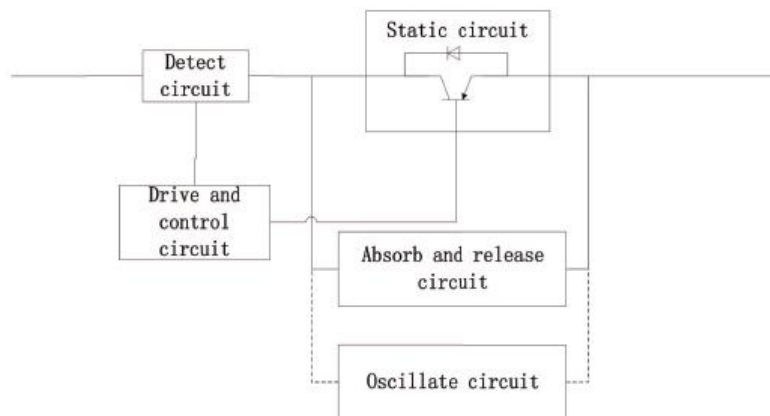 Static circuit
Detect
circuit
Drive and
control
circuit
Absorb and release
circuit
Oscillate circuit